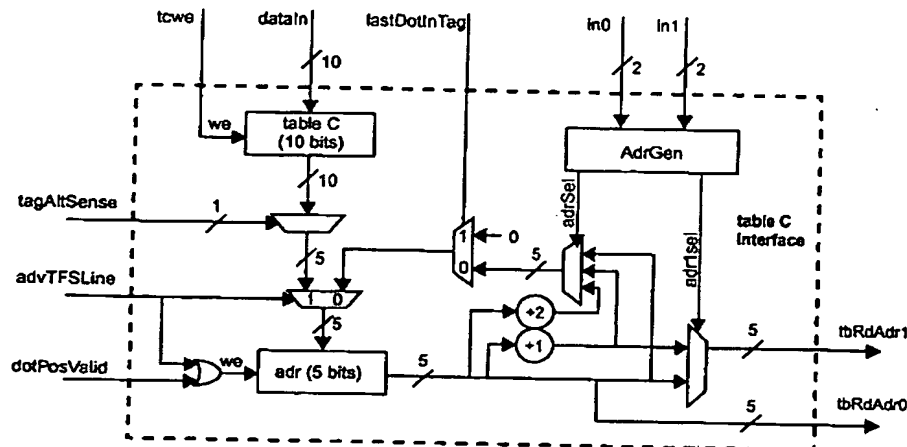 tcwe
dataIn
lastDotInTag
In0
In1
10
2
2
we
table C
(10 bits)
AdrGen
10
tagAltSense
1
adrSel
adr1sel
table C
Interface
1
0
0
5
5
advTFSLine
1 0
+2
5
+1
5
tbRdAdr1
dotPosValid
we
adr (5 bits)
5
5
tbRdAdr0